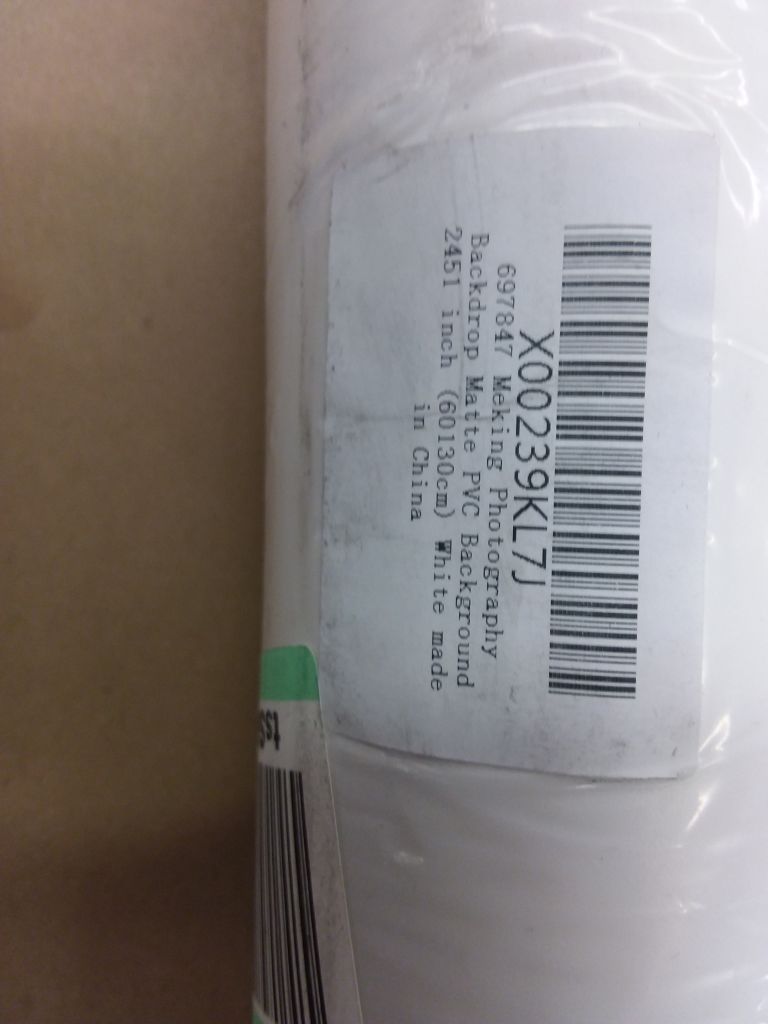 X00239KL7J
697847 Meking Photography
Backdrop Matte PVC Background
2451 inch (60130cm) White made
in China